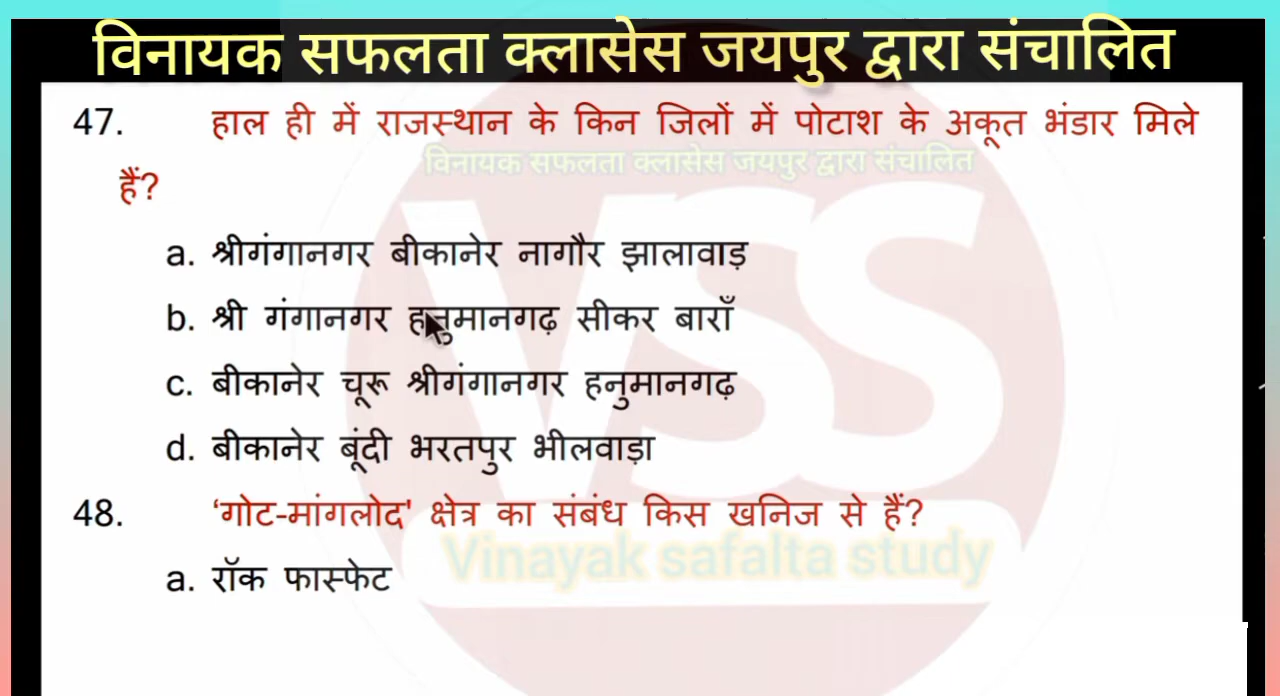 विनायक सफलता क्लासेस जयपुर द्वारा संचालित
47. हाल ही में राजस्थान के किन जिलों में पोटाश के अकूत भंडार मिले
विनायक सफलता क्लासेस जयपुर द्वारा संचालित
हैं?
VSS
a. श्रीगंगानगर बीकानेर नागौर झालावाड़
b. श्री गंगानगर हनुमानगढ़ सीकर बाराँ
c. बीकानेर चूरू श्रीगंगानगर हनुमानगढ़
d. बीकानेर बूंदी भरतपुर भीलवाड़ा
48. ‘गोट-मांगलोद' क्षेत्र का संबंध किस खनिज से हैं?
Vinayak safalta study
a. रॉक फास्फेट